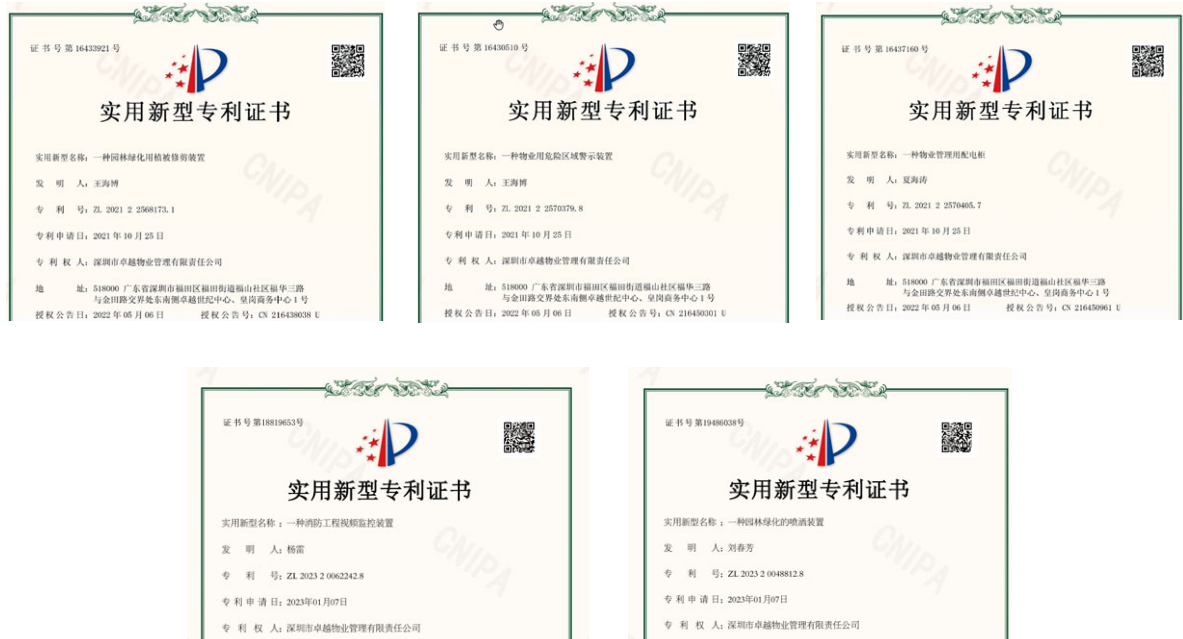 证书号第16433921号
CNIPA
实用新型专利证书
实用新型名称：一种园林绿化用植被修剪装置
发明人：王海博
专利号：ZL 2021 2 2568173.1
专利申请日：2021年10月25日
专利权人：深圳市卓越物业管理有限责任公司
地址：518000 广东省深圳市福田区福田街道福山社区福华三路
与金田路交界处东南侧卓越世纪中心、皇岗商务中心1号
授权公告日：2022年05月06日 授权公告号：CN 216438038 U
证书号第16430510号
CNIPA
实用新型专利证书
实用新型名称：一种物业用危险区域警示装置
发明人：王海博
专利号：ZL 2021 2 2570379.8
专利申请日：2021年10月25日
专利权人：深圳市卓越物业管理有限责任公司
地址：518000 广东省深圳市福田区福田街道福山社区福华三路
与金田路交界处东南侧卓越世纪中心、皇岗商务中心1号
授权公告日：2022年05月06日 授权公告号：CN 216450301 U
证书号第16437160号
CNIPA
实用新型专利证书
实用新型名称：一种物业管理用配电柜
发明人：夏海涛
专利号：ZL 2021 2 2570405.7
专利申请日：2021年10月25日
专利权人：深圳市卓越物业管理有限责任公司
地址：518000 广东省深圳市福田区福田街道福山社区福华三路
与金田路交界处东南侧卓越世纪中心、皇岗商务中心1号
授权公告日：2022年05月06日 授权公告号：CN 216450961 U
证书号第18819653号
CNIPA
实用新型专利证书
实用新型名称：一种消防工程视频监控装置
发明人：杨雷
专利号：ZL 2023 2 0062242.8
专利申请日：2023年01月07日
专利权人：深圳市卓越物业管理有限责任公司
证书号第19486038号
CNIPA
实用新型专利证书
实用新型名称：一种园林绿化的喷洒装置
发明人：刘春芳
专利号：ZL 2023 2 0048812.8
专利申请日：2023年01月07日
专利权人：深圳市卓越物业管理有限责任公司